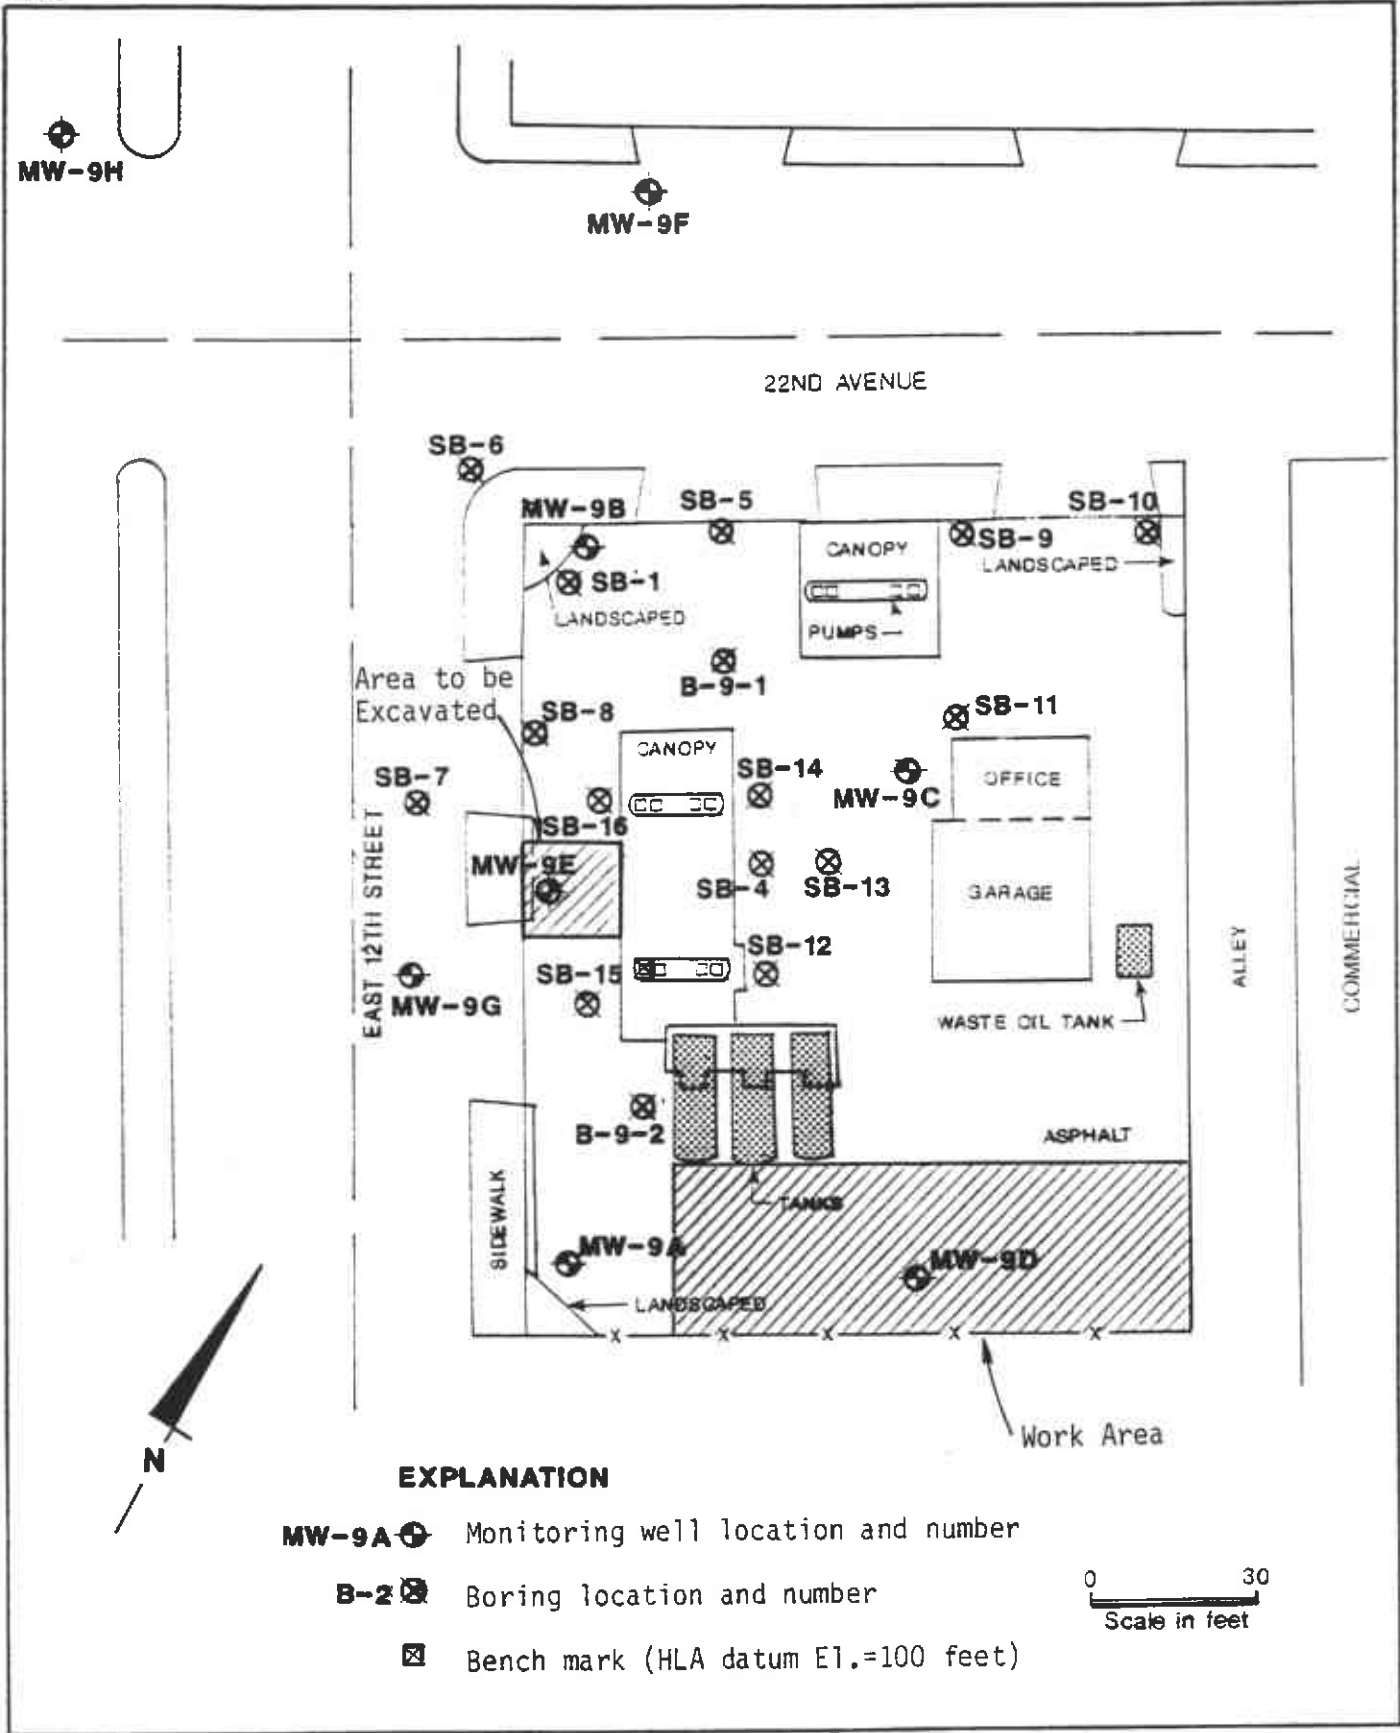 MW-9H
MW-9F
22ND AVENUE
SB-6
MW-9B
SB-5
SB-10
CANOPY
SB-9
LANDSCAPED
SB-1
LANDSCAPED
PUMPS
Area to be
Excavated
B-9-1
SB-8
SB-11
CANOPY
SB-7
SB-14
OFFICE
MW-9C
SB-16
MW-9E
SB-4
SB-13
GARAGE
EAST 12TH STREET
ALLEY
COMMERCIAL
SB-15
SB-12
MW-9G
WASTE OIL TANK
B-9-2
ASPHALT
SIDEWALK
TANKS
MW-9A
MW-9D
LANDSCAPED
x x x x x
Work Area
N
EXPLANATION
MW-9A Monitoring well location and number
B-2 Boring location and number
Bench mark (HLA datum El.=100 feet)
0 30
Scale in feet